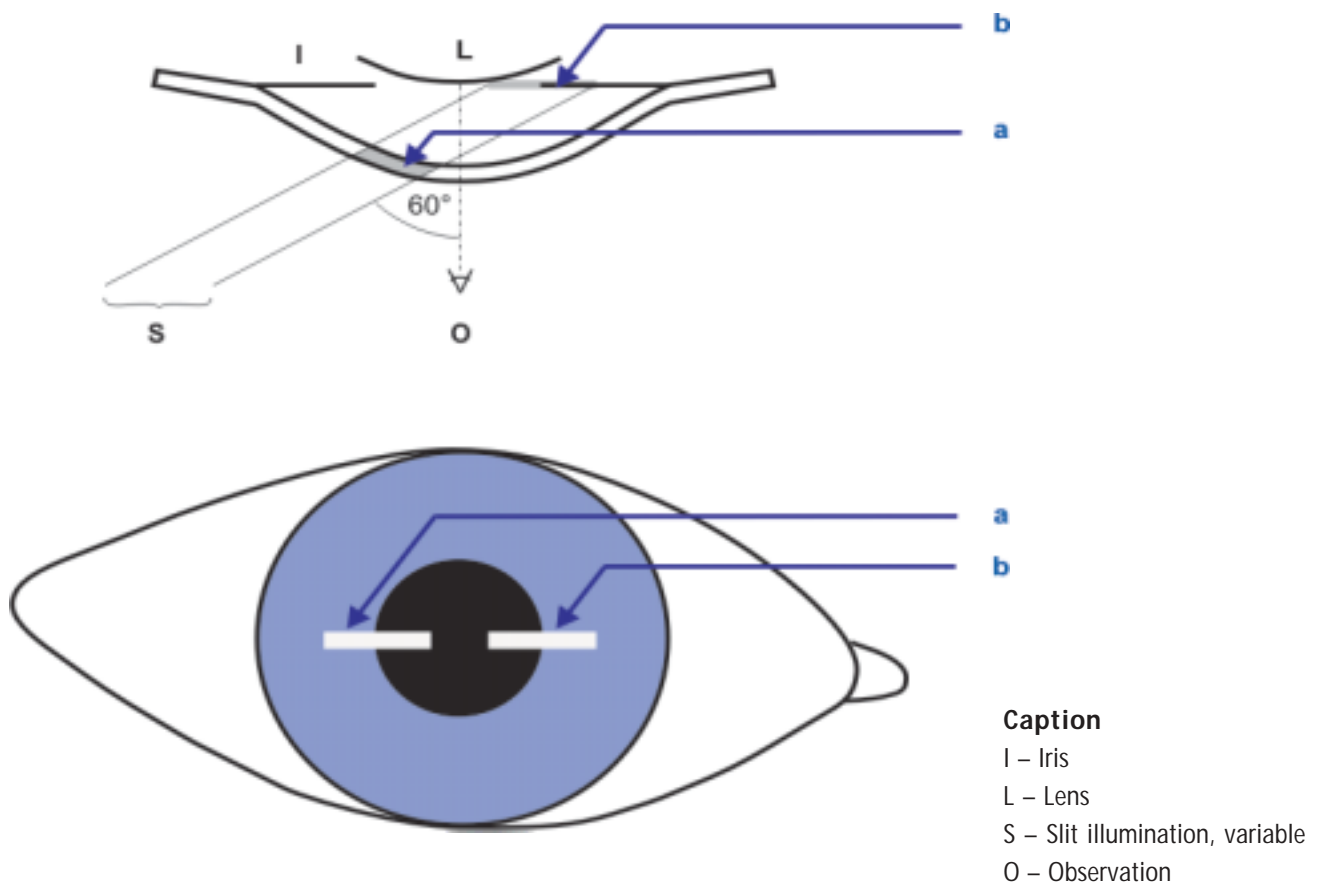 b
I
L
a
60°
S
O
a
b
Caption
I – Iris
L – Lens
S – Slit illumination, variable
O – Observation